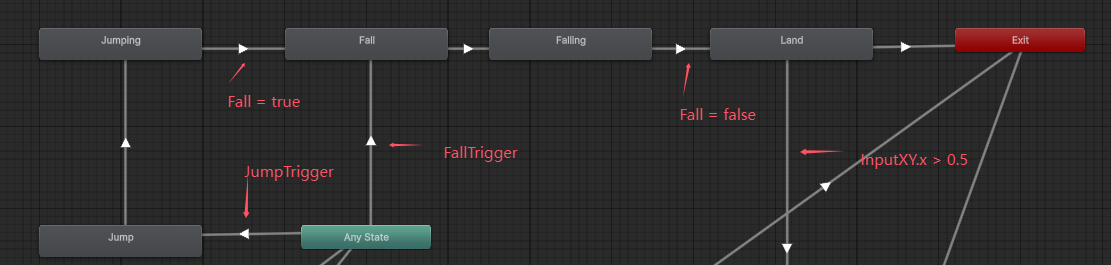 Jumping
Fall
Falling
Land
Exit
Fall = true
Fall = false
FallTrigger
InputXY.x > 0.5
JumpTrigger
Jump
Any State